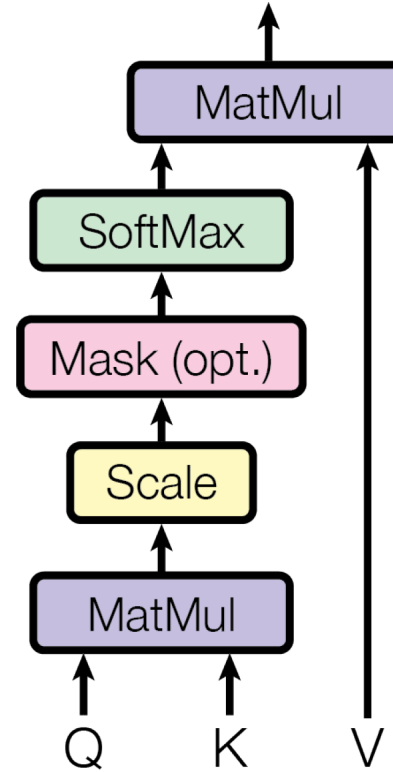 MatMul
SoftMax
Mask (opt.)
Scale
MatMul
Q K V